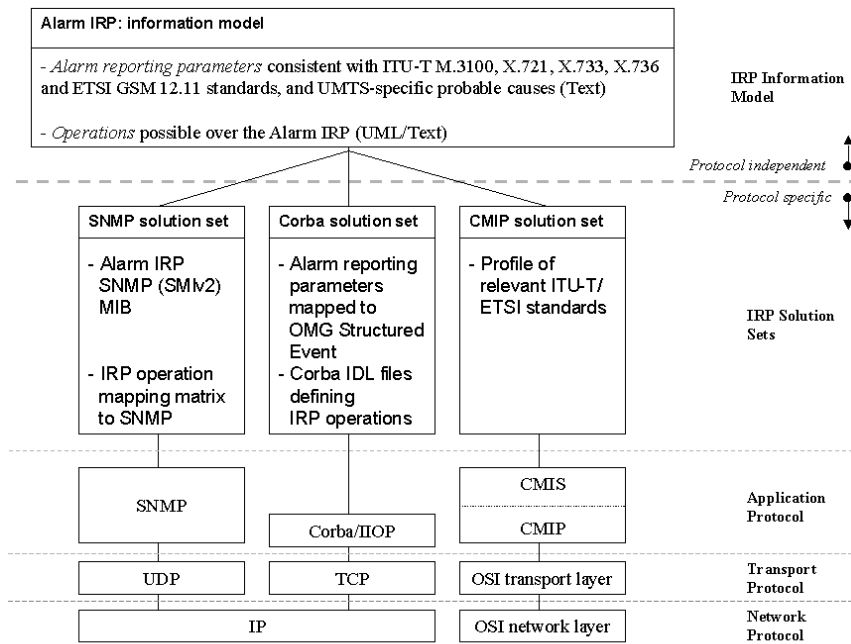 Alarm IRP: information model
- Alarm reporting parameters consistent with ITU-T M.3100, X.721, X.733, X.736
and ETSI GSM 12.11 standards, and UMTS-specific probable causes (Text)
- Operations possible over the Alarm IRP (UML/Text)
IRP Information
Model
Protocol independent
Protocol specific
SNMP solution set
- Alarm IRP
SNMP (SMIv2)
MIB
- IRP operation
mapping matrix
to SNMP
Corba solution set
- Alarm reporting
parameters
mapped to
OMG Structured
Event
- Corba IDL files
defining
IRP operations
CMIP solution set
- Profile of
relevant ITU-T/
ETSI standards
IRP Solution
Sets
SNMP
Corba/IIOP
CMIS
CMIP
Application
Protocol
UDP
TCP
OSI transport layer
Transport
Protocol
IP
OSI network layer
Network
Protocol